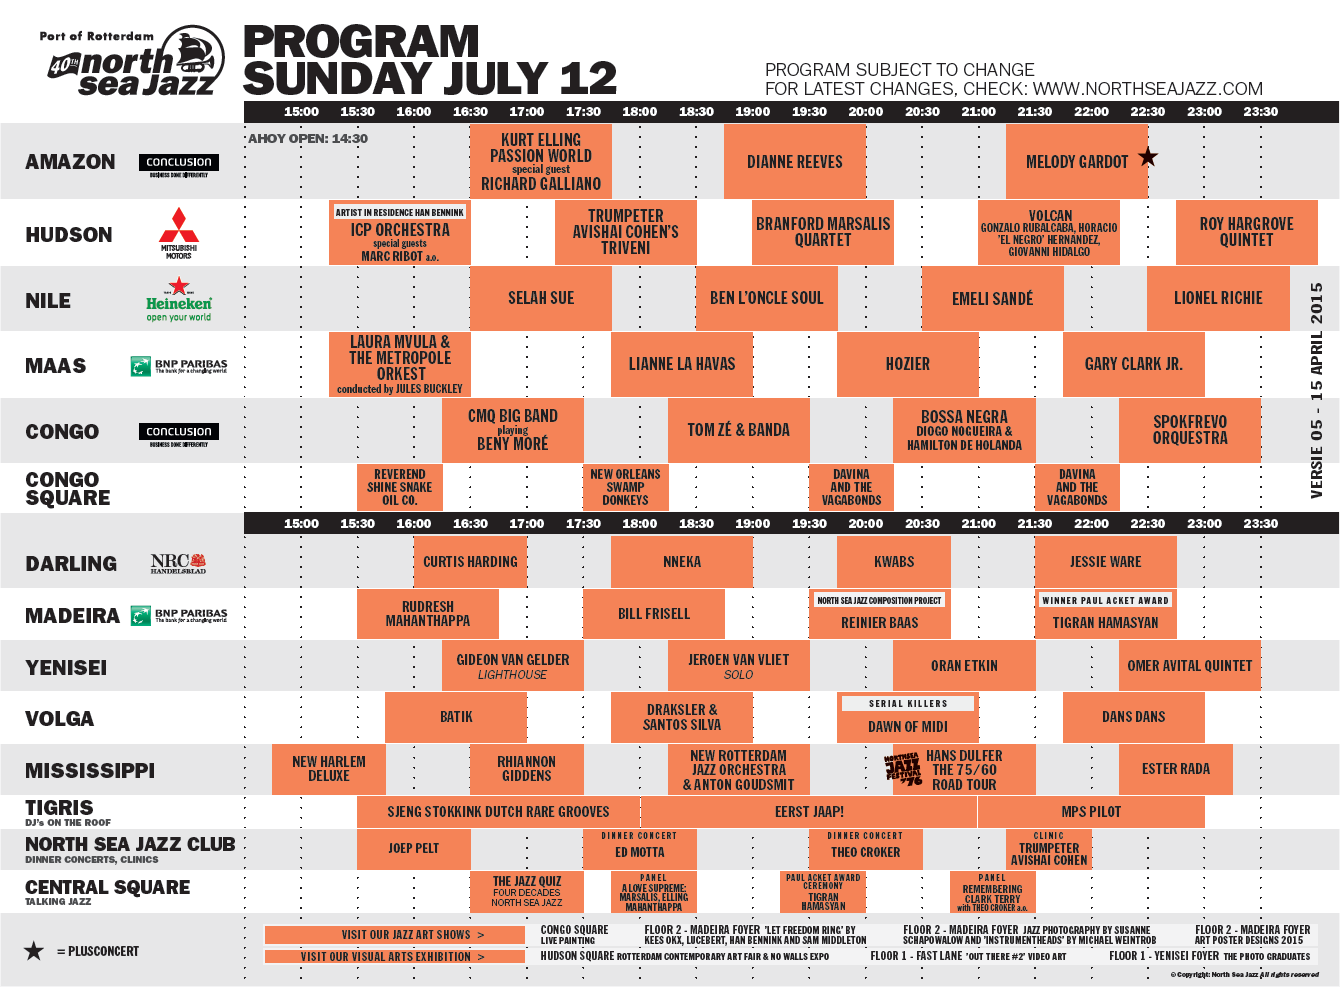 Port of Rotterdam
40TH north
sea Jazz
PROGRAM
SUNDAY JULY 12
PROGRAM SUBJECT TO CHANGE
FOR LATEST CHANGES, CHECK: WWW.NORTHSEAJAZZ.COM
15:00 15:30 16:00 16:30 17:00 17:30 18:00 18:30 19:00 19:30 20:00 20:30 21:00 21:30 22:00 22:30 23:00 23:30
AHOY OPEN: 14:30
AMAZON
CONCLUSION
BUSINESS DONE DIFFERENTLY
KURT ELLING
PASSION WORLD
special guest
RICHARD GALLIANO
DIANNE REEVES
MELODY GARDOT
HUDSON
MITSUBISHI
MOTORS
ARTIST IN RESIDENCE HAN BENNINK
ICP ORCHESTRA
special guests
MARC RIBOT a.o.
TRUMPETER
AVISHAI COHEN'S
TRIVENI
BRANFORD MARSALIS
QUARTET
VOLCAN
GONZALO RUBALCABA, HORACIO
'EL NEGRO' HERNÁNDEZ,
GIOVANNI HIDALGO
ROY HARGROVE
QUINTET
NILE
Heineken
open your world
SELAH SUE
BEN L'ONCLE SOUL
EMELI SANDÉ
LIONEL RICHIE
MAAS
BNP PARIBAS
The bank for a changing world
LAURA MVULA &
THE METROPOLE
ORKEST
conducted by JULES BUCKLEY
LIANNE LA HAVAS
HOZIER
GARY CLARK JR.
CONGO
CONCLUSION
BUSINESS DONE DIFFERENTLY
CMQ BIG BAND
playing
BENY MORÉ
TOM ZÉ & BANDA
BOSSA NEGRA
DIOGO NOGUEIRA &
HAMILTON DE HOLANDA
SPOKFREVO
ORQUESTRA
CONGO
SQUARE
REVEREND
SHINE SNAKE
OIL CO.
NEW ORLEANS
SWAMP
DONKEYS
DAVINA
AND THE
VAGABONDS
DAVINA
AND THE
VAGABONDS
VERSIE 05 - 15 APRIL 2015
15:00 15:30 16:00 16:30 17:00 17:30 18:00 18:30 19:00 19:30 20:00 20:30 21:00 21:30 22:00 22:30 23:00 23:30
DARLING
NRC
HANDELSBLAD
CURTIS HARDING
NNEKA
KWABS
JESSIE WARE
MADEIRA
BNP PARIBAS
The bank for a changing world
RUDRESH
MAHANTHAPPA
BILL FRISELL
NORTH SEA JAZZ COMPOSITION PROJECT
REINIER BAAS
WINNER PAUL ACKET AWARD
TIGRAN HAMASYAN
YENISEI
GIDEON VAN GELDER
LIGHTHOUSE
JEROEN VAN VLIET
SOLO
ORAN ETKIN
OMER AVITAL QUINTET
VOLGA
BATIK
DRAKSLER &
SANTOS SILVA
SERIAL KILLERS
DAWN OF MIDI
DANS DANS
MISSISSIPPI
NEW HARLEM
DELUXE
RHIANNON
GIDDENS
NEW ROTTERDAM
JAZZ ORCHESTRA
& ANTON GOUDSMIT
NORTHSEA
JAZZ
FESTIVAL
'76
HANS DULFER
THE 75/60
ROAD TOUR
ESTER RADA
TIGRIS
DJ's ON THE ROOF
SJENG STOKKINK DUTCH RARE GROOVES
EERST JAAP!
MPS PILOT
NORTH SEA JAZZ CLUB
DINNER CONCERTS, CLINICS
JOEP PELT
DINNER CONCERT
ED MOTTA
DINNER CONCERT
THEO CROKER
CLINIC
TRUMPETER
AVISHAI COHEN
CENTRAL SQUARE
TALKING JAZZ
THE JAZZ QUIZ
FOUR DECADES
NORTH SEA JAZZ
PANEL
A LOVE SUPREME:
MARSALIS, ELLING
MAHANTHAPPA
PAUL ACKET AWARD
CEREMONY
TIGRAN
HAMASYAN
PANEL
REMEMBERING
CLARK TERRY
with THEO CROKER a.o.
= PLUSCONCERT
VISIT OUR JAZZ ART SHOWS >
CONGO SQUARE
LIVE PAINTING
FLOOR 2 - MADEIRA FOYER 'LET FREEDOM RING' BY
KEES OKX, LUCEBERT, HAN BENNINK AND SAM MIDDLETON
FLOOR 2 - MADEIRA FOYER JAZZ PHOTOGRAPHY BY SUSANNE
SCHAPOWALOW AND 'INSTRUMENTHEADS' BY MICHAEL WEINTROB
FLOOR 2 - MADEIRA FOYER
ART POSTER DESIGNS 2015
VISIT OUR VISUAL ARTS EXHIBITION >
HUDSON SQUARE ROTTERDAM CONTEMPORARY ART FAIR & NO WALLS EXPO
FLOOR 1 - FAST LANE 'OUT THERE #2' VIDEO ART
FLOOR 1 - YENISEI FOYER THE PHOTO GRADUATES
© Copyright: North Sea Jazz All rights reserved